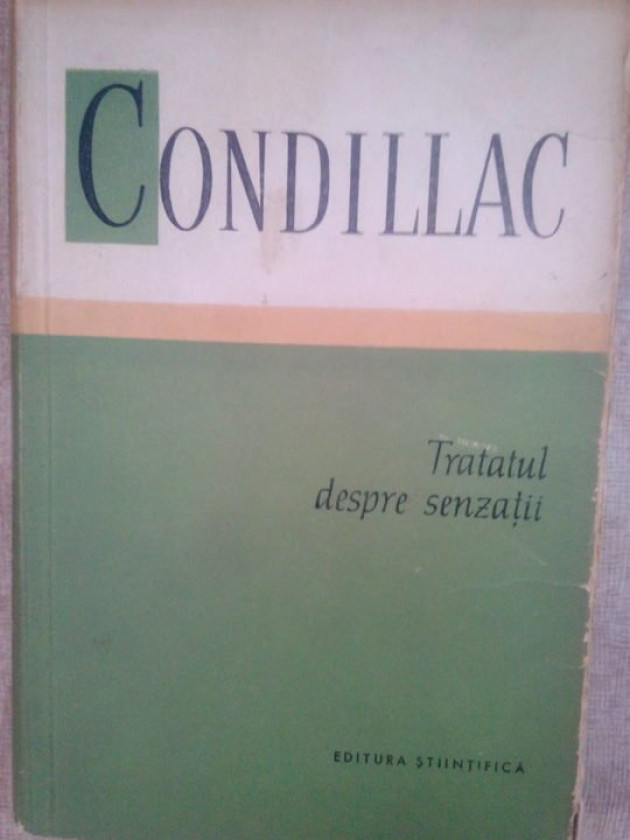 CONDILLAC
Tratatul
despre senzații
EDITURA ȘTIINȚIFICĂ